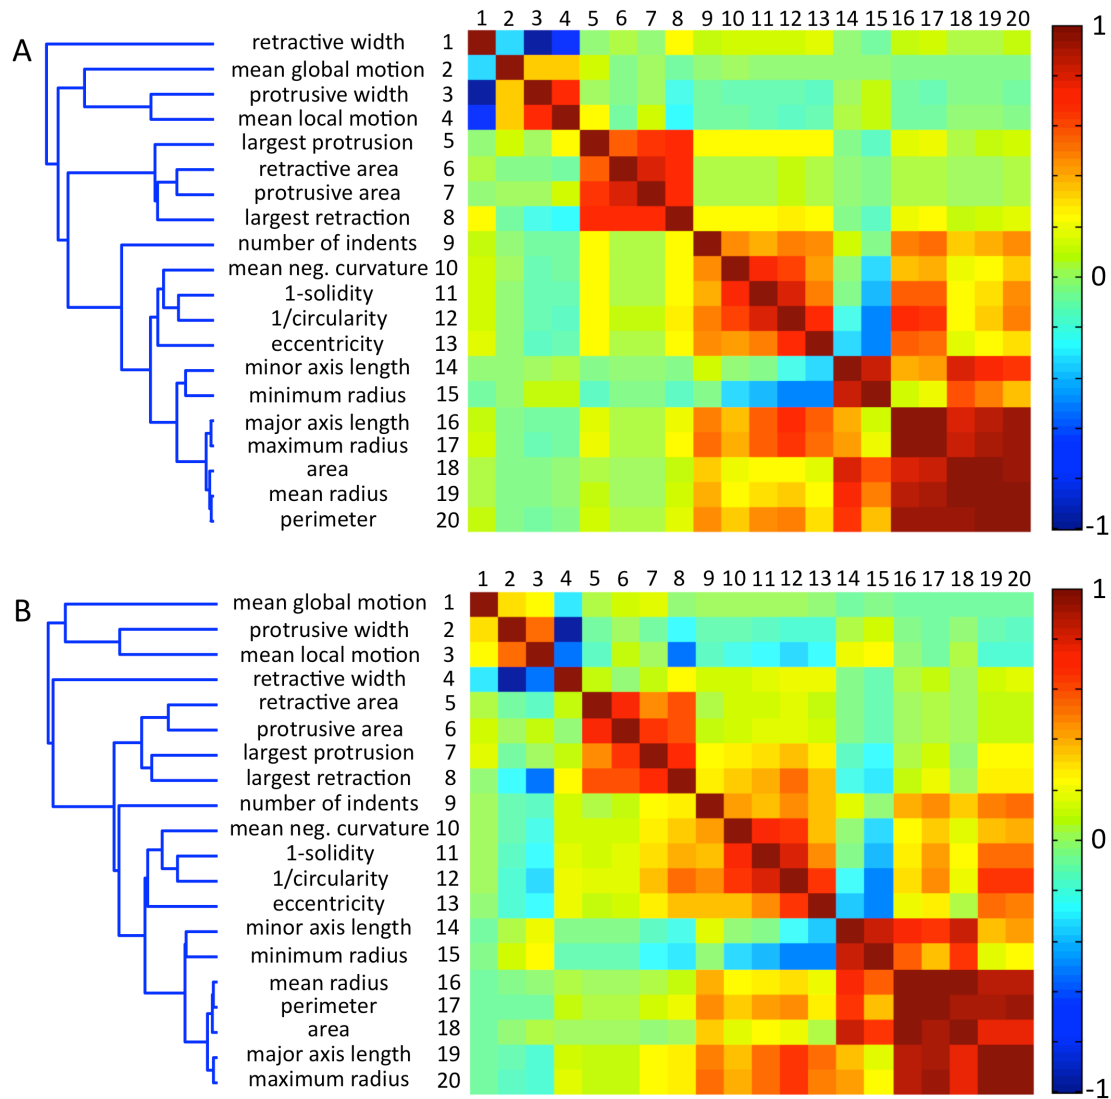 1 2 3 4 5 6 7 8 9 10 11 12 13 14 15 16 17 18 19 20
A
retractive width 1
mean global motion 2
protrusive width 3
mean local motion 4
largest protrusion 5
retractive area 6
protrusive area 7
largest retraction 8
number of indents 9
mean neg. curvature 10
1-solidity 11
1/circularity 12
eccentricity 13
minor axis length 14
minimum radius 15
major axis length 16
maximum radius 17
area 18
mean radius 19
perimeter 20
1
0
-1
1 2 3 4 5 6 7 8 9 10 11 12 13 14 15 16 17 18 19 20
B
mean global motion 1
protrusive width 2
mean local motion 3
retractive width 4
retractive area 5
protrusive area 6
largest protrusion 7
largest retraction 8
number of indents 9
mean neg. curvature 10
1-solidity 11
1/circularity 12
eccentricity 13
minor axis length 14
minimum radius 15
mean radius 16
perimeter 17
area 18
major axis length 19
maximum radius 20
1
0
-1